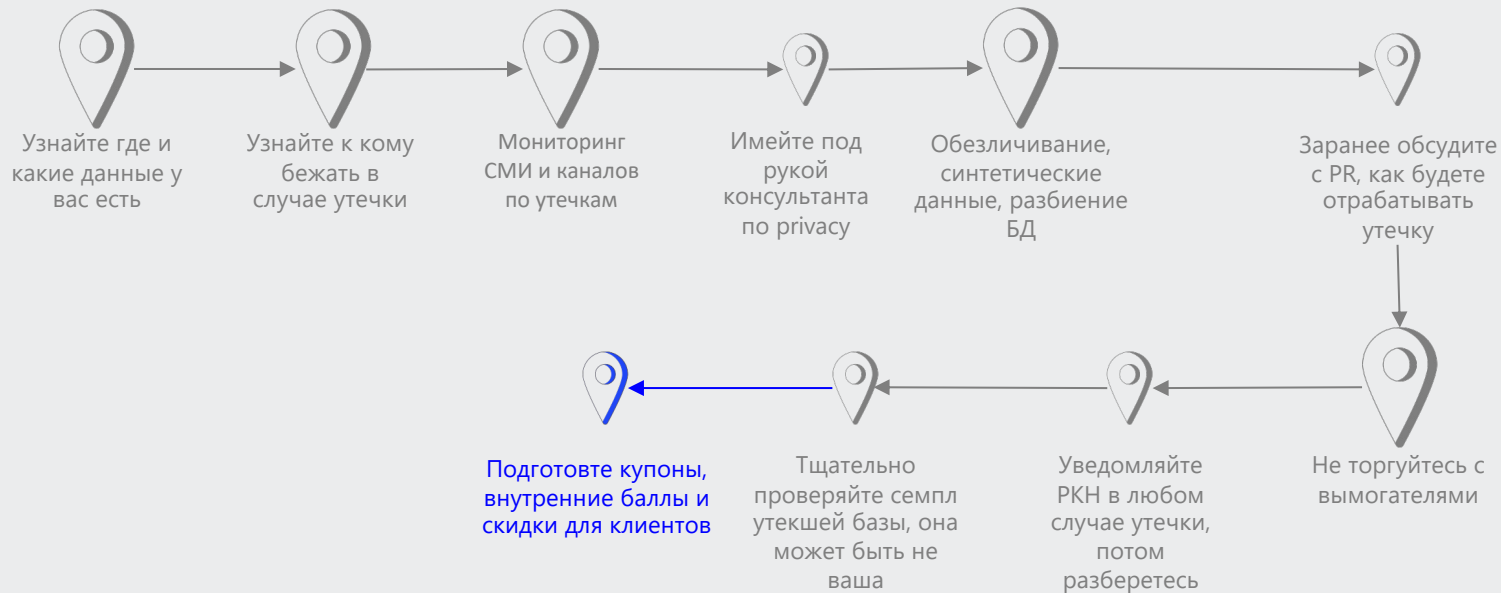 Узнайте где и
какие данные у
вас есть
Узнайте к кому
бежать в
случае утечки
Мониторинг
СМИ и каналов
по утечкам
Имейте под
рукой
консультанта
по privacy
Обезличивание,
синтетические
данные, разбиение
БД
Заранее обсудите
с PR, как будете
отрабатывать
утечку
Не торгуйтесь с
вымогателями
Уведомляйте
РКН в любом
случае утечки,
потом
разберетесь
Тщательно
проверяйте семпл
утекшей базы, она
может быть не
ваша
Подготовте купоны,
внутренние баллы и
скидки для клиентов